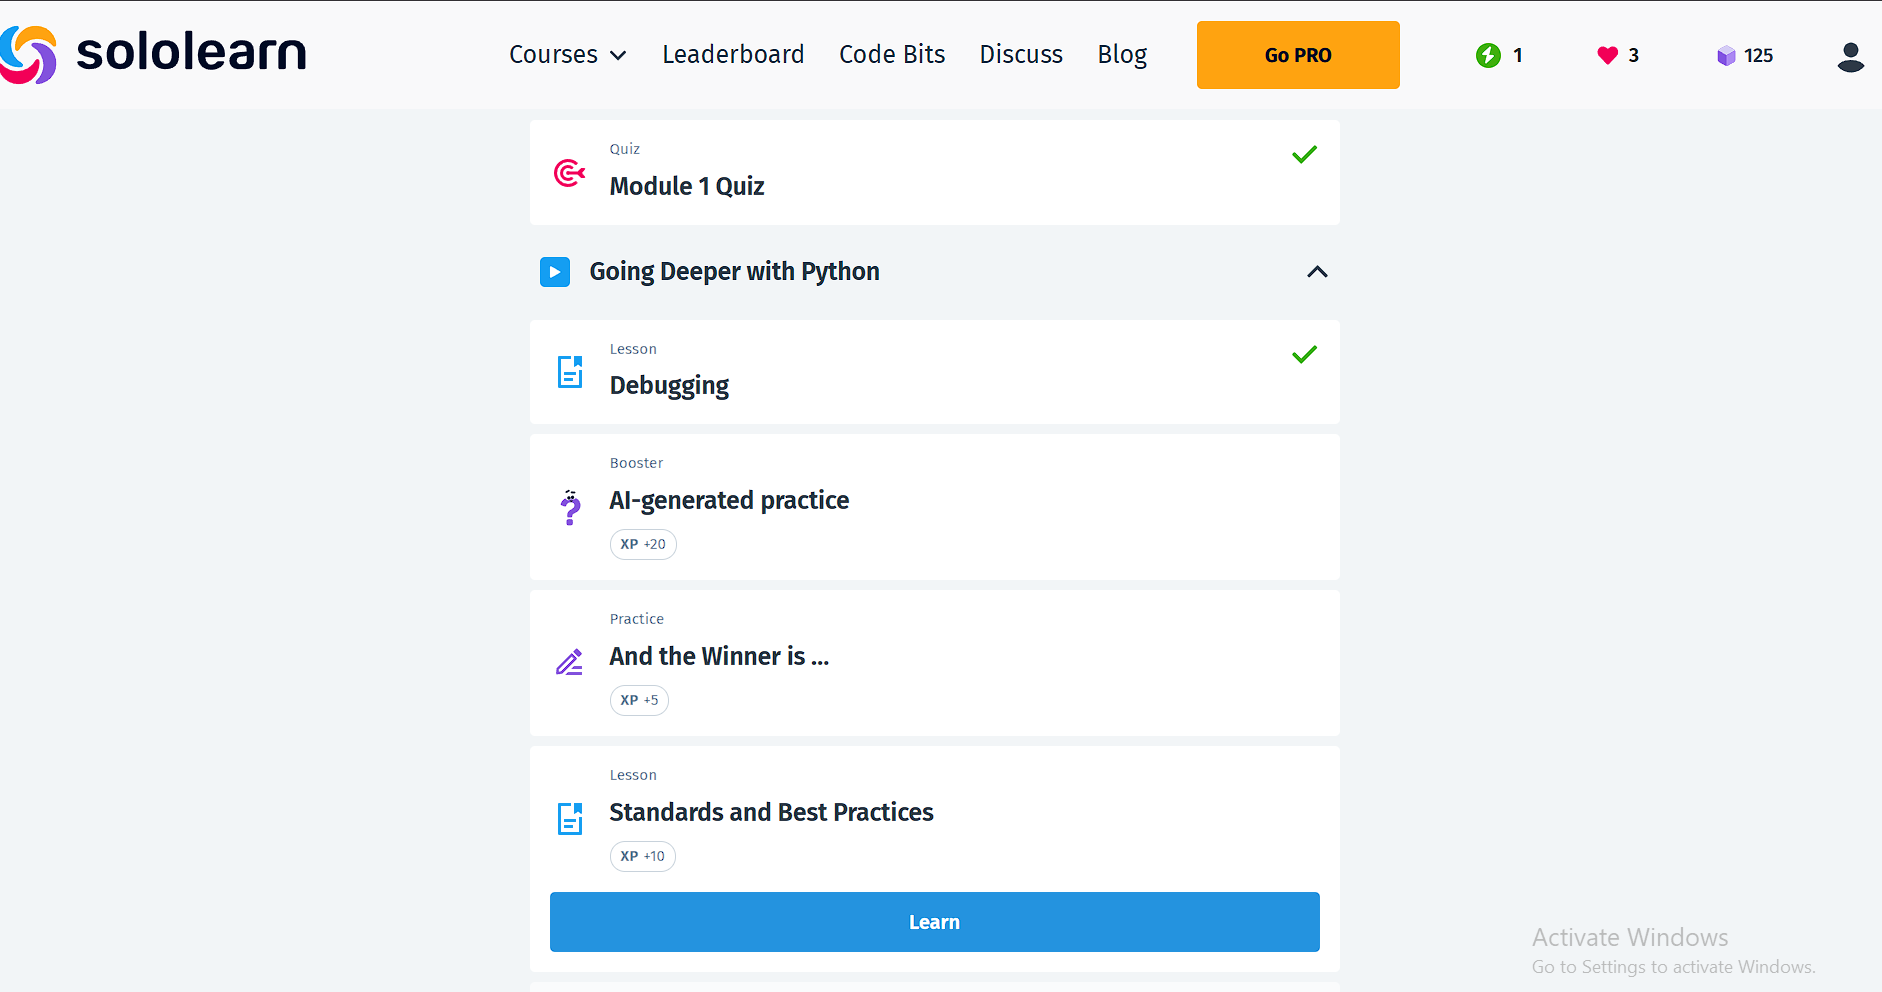 sololearn
Courses
Leaderboard
Code Bits
Discuss
Blog
Go PRO
1
3
125
Quiz
Module 1 Quiz
Going Deeper with Python
Lesson
Debugging
Booster
AI-generated practice
XP +20
Practice
And the Winner is ...
XP +5
Lesson
Standards and Best Practices
XP +10
Learn
Activate Windows
Go to Settings to activate Windows.